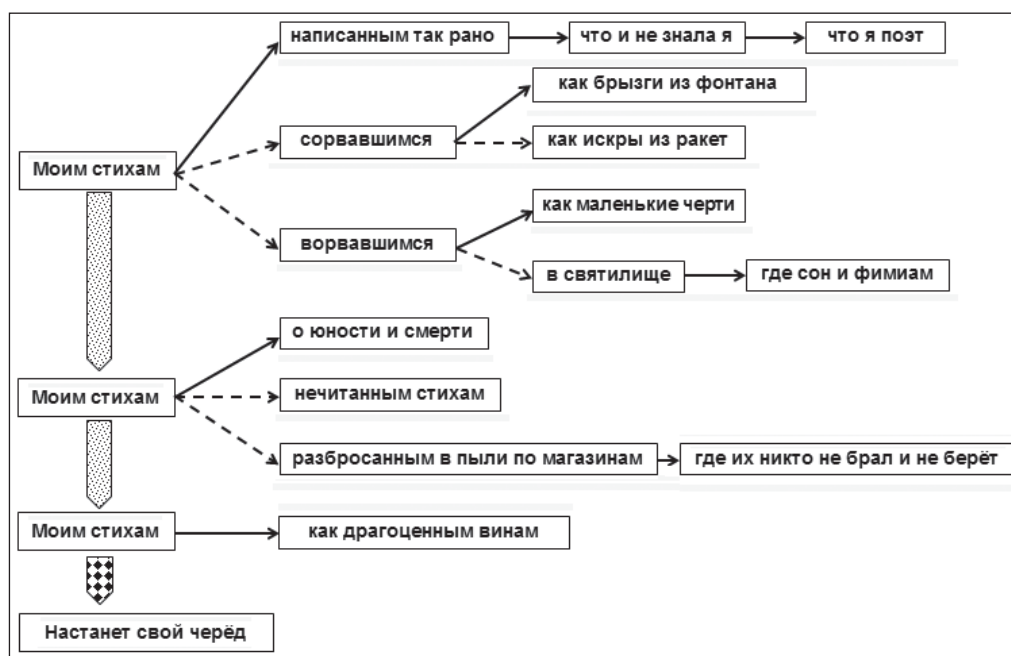 написанным так рано
что и не знала я
что я поэт
как брызги из фонтана
Моим стихам
сорвавшимся
как искры из ракет
как маленькие черти
ворвавшимся
в святилище
где сон и фимиам
о юности и смерти
Моим стихам
нечитанным стихам
разбросанным в пыли по магазинам
где их никто не брал и не берёт
Моим стихам
как драгоценным винам
Настанет свой черёд